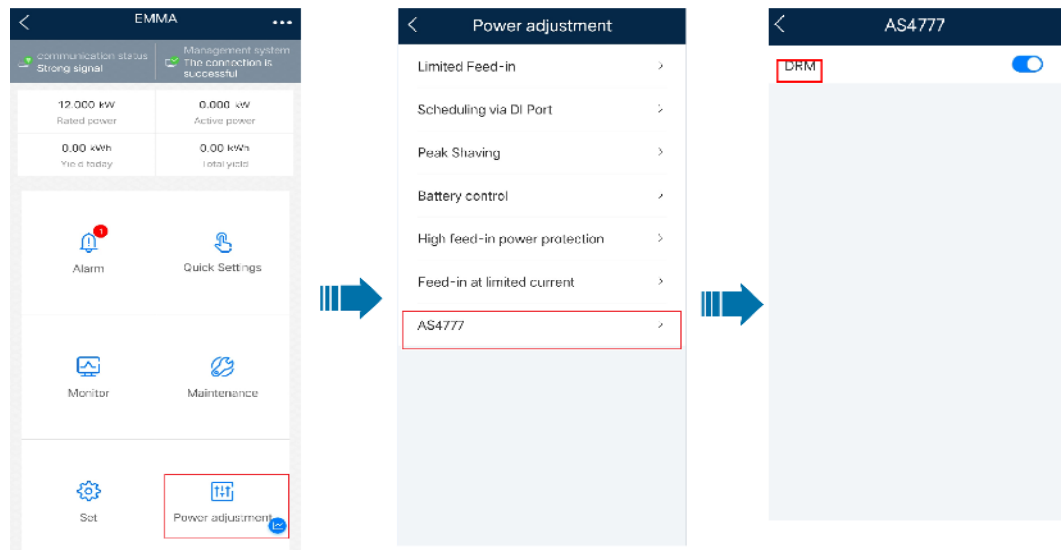 EMMA
communication status
Strong signal
Management system
The connection is
successful
12.000 kW
Rated power
0.000 kW
Active power
0.00 kWh
Yield today
0.00 kWh
Total yield
1
Alarm
Quick Settings
Monitor
Maintenance
Set
Power adjustment
Power adjustment
Limited Feed-in
Scheduling via DI Port
Peak Shaving
Battery control
High feed-in power protection
Feed-in at limited current
AS4777
AS4777
DRM